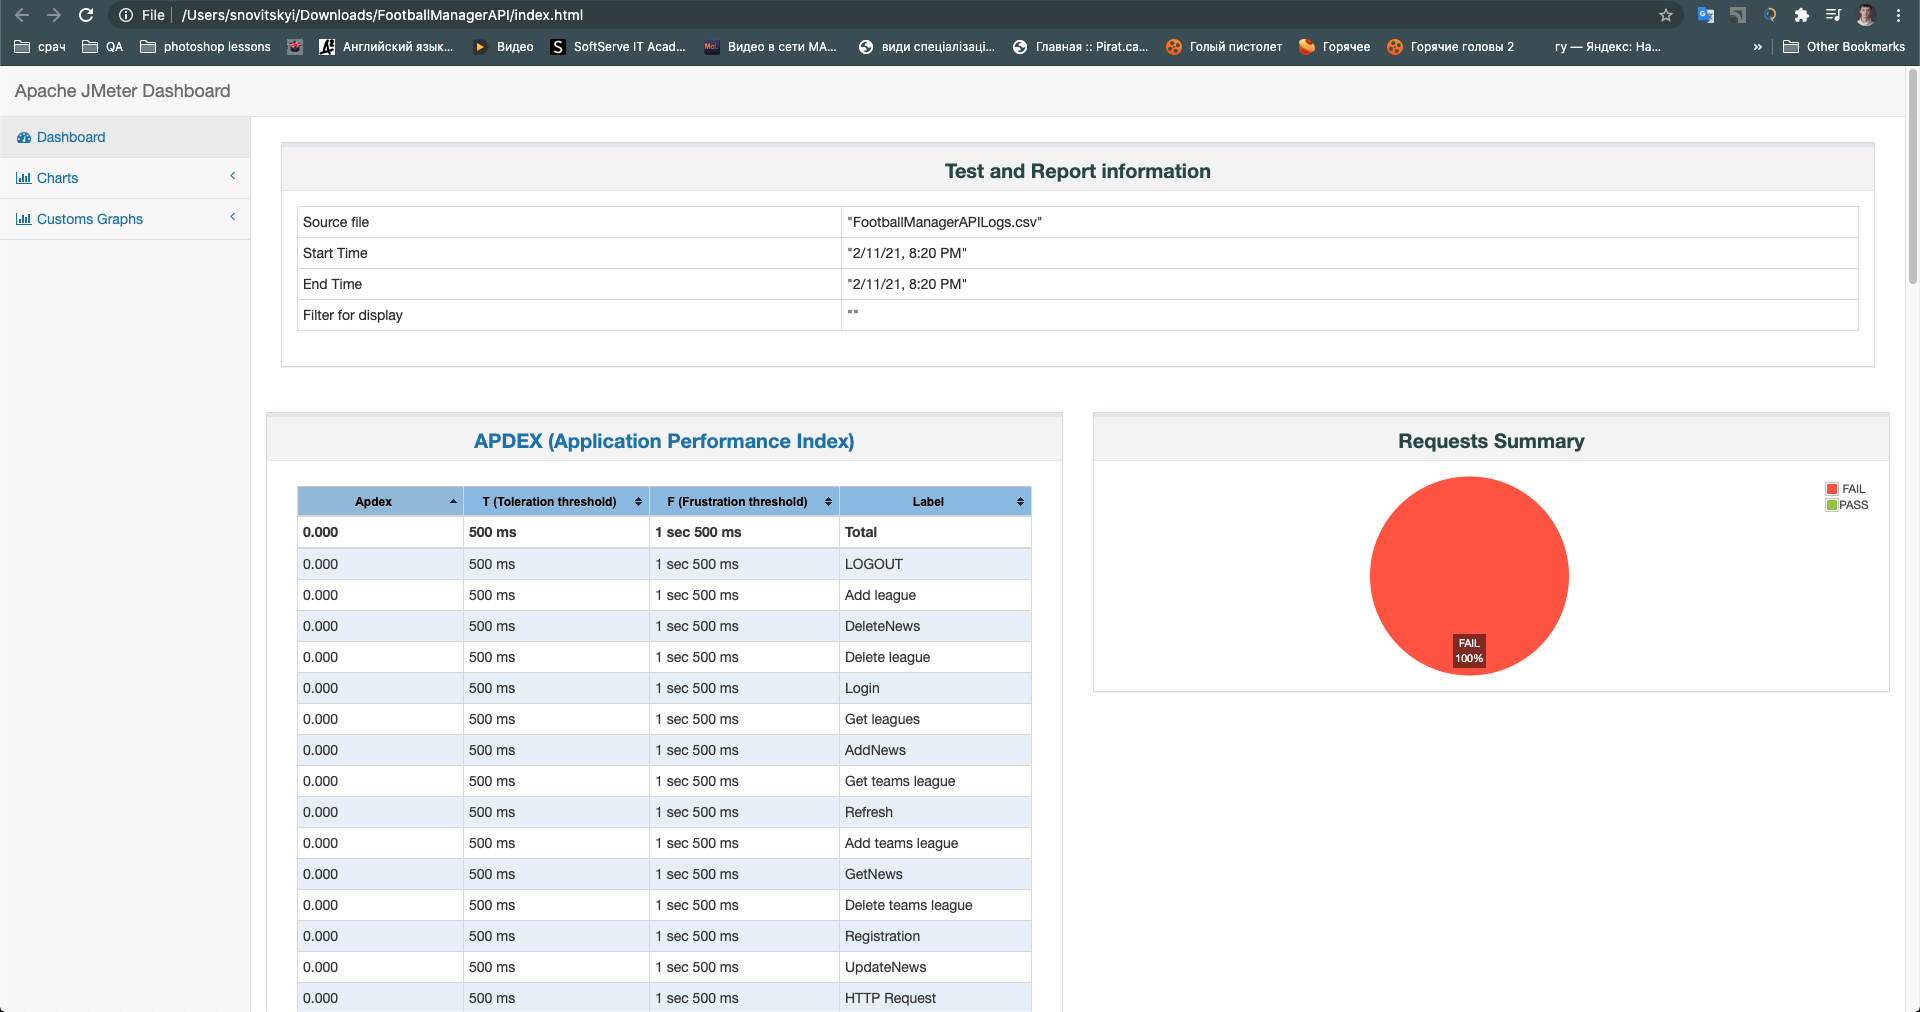 File /Users/snovitskyi/Downloads/FootballManagerAPI/index.html
срач QA photoshop lessons Английский язык... Видео SoftServe IT Acad... Видео в сети MA... види спеціалізаці... Главная :: Pirat.ca... Голый пистолет Горячее Горячие головы 2 гу — Яндекс: На... » Other Bookmarks
Apache JMeter Dashboard
Dashboard
Charts
Customs Graphs
Test and Report information
Source file "FootballManagerAPILogs.csv"
Start Time "2/11/21, 8:20 PM"
End Time "2/11/21, 8:20 PM"
Filter for display ""
APDEX (Application Performance Index)
Apdex T (Toleration threshold) F (Frustration threshold) Label
0.000 500 ms 1 sec 500 ms Total
0.000 500 ms 1 sec 500 ms LOGOUT
0.000 500 ms 1 sec 500 ms Add league
0.000 500 ms 1 sec 500 ms DeleteNews
0.000 500 ms 1 sec 500 ms Delete league
0.000 500 ms 1 sec 500 ms Login
0.000 500 ms 1 sec 500 ms Get leagues
0.000 500 ms 1 sec 500 ms AddNews
0.000 500 ms 1 sec 500 ms Get teams league
0.000 500 ms 1 sec 500 ms Refresh
0.000 500 ms 1 sec 500 ms Add teams league
0.000 500 ms 1 sec 500 ms GetNews
0.000 500 ms 1 sec 500 ms Delete teams league
0.000 500 ms 1 sec 500 ms Registration
0.000 500 ms 1 sec 500 ms UpdateNews
0.000 500 ms 1 sec 500 ms HTTP Request
Requests Summary
FAIL
PASS
FAIL
100%